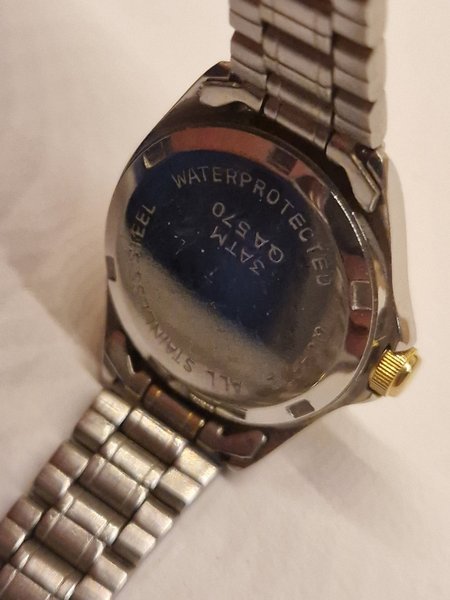 WATERPROTECTED
ALL STAINLESS STEEL
3ATM
QA570